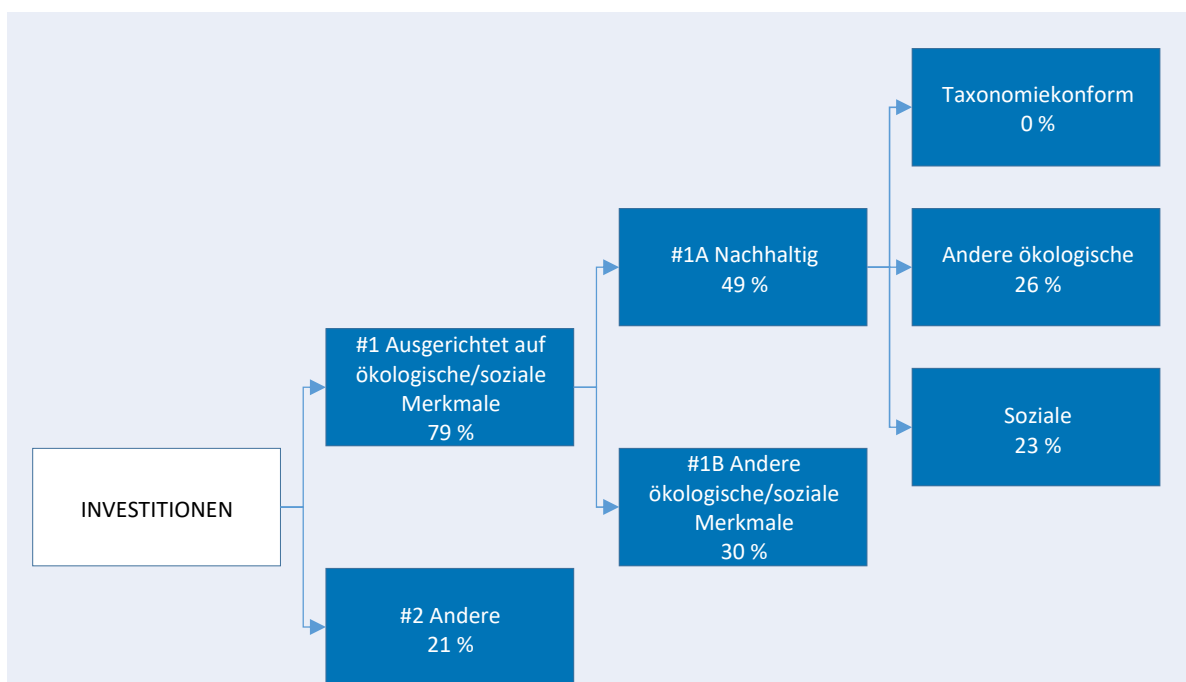 Taxonomiekonform
0 %
#1A Nachhaltig
49 %
Andere ökologische
26 %
#1 Ausgerichtet auf
ökologische/soziale
Merkmale
79 %
Soziale
23 %
#1B Andere
ökologische/soziale
Merkmale
30 %
INVESTITIONEN
#2 Andere
21 %